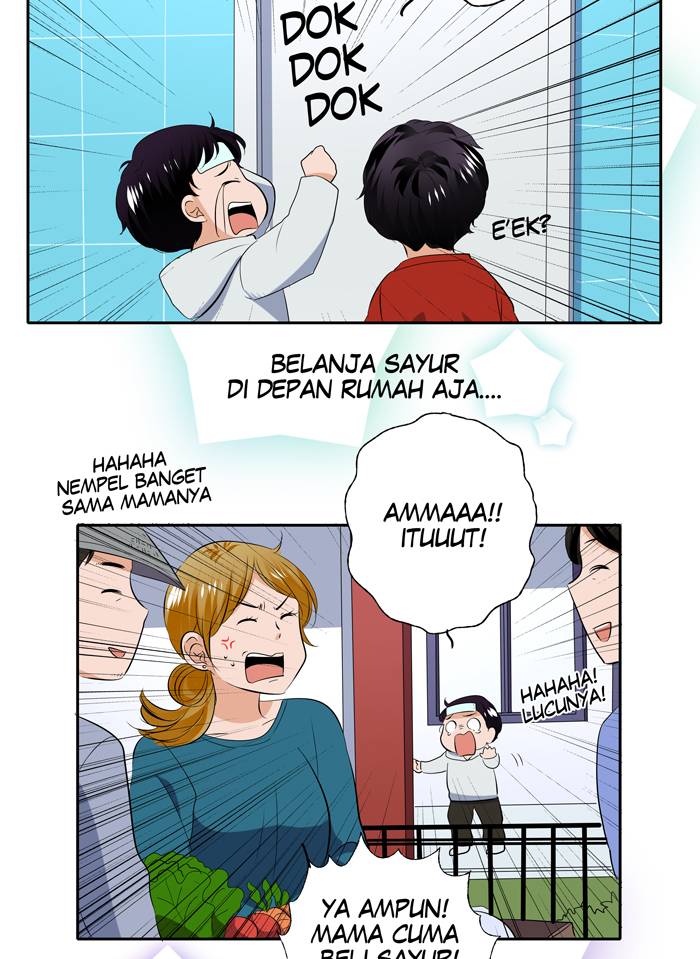 DOK
DOK
DOK
E'EK?
BELANJA SAYUR
DI DEPAN RUMAH AJA....
HAHAHA
NEMPEL BANGET
SAMA MAMANYA
AMMAAA!!
ITUUUT!
HAHAHA!
LUCUNYA!
YA AMPUN!
MAMA CUMA
BELI SAYUR!